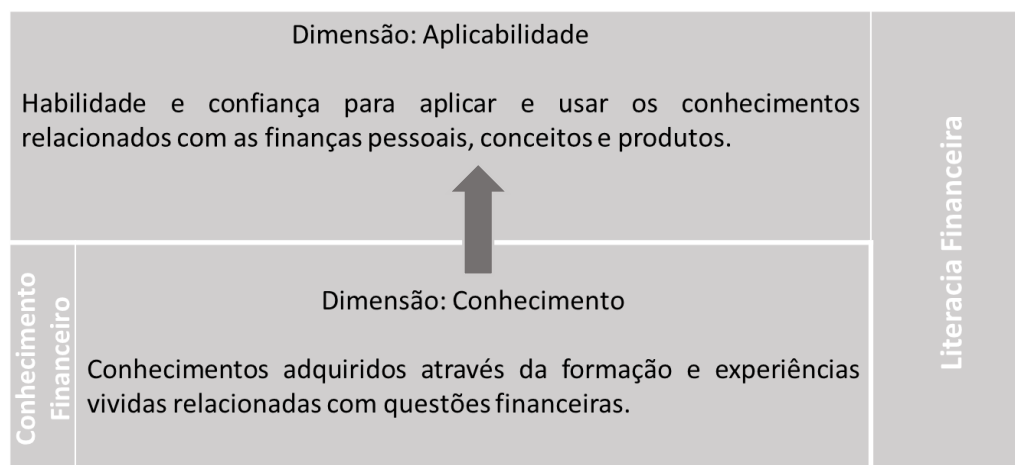 Dimensão: Aplicabilidade
Habilidade e confiança para aplicar e usar os conhecimentos
relacionados com as finanças pessoais, conceitos e produtos.
Literacia Financeira
Conhecimento
Financeiro
Dimensão: Conhecimento
Conhecimentos adquiridos através da formação e experiências
vividas relacionadas com questões financeiras.